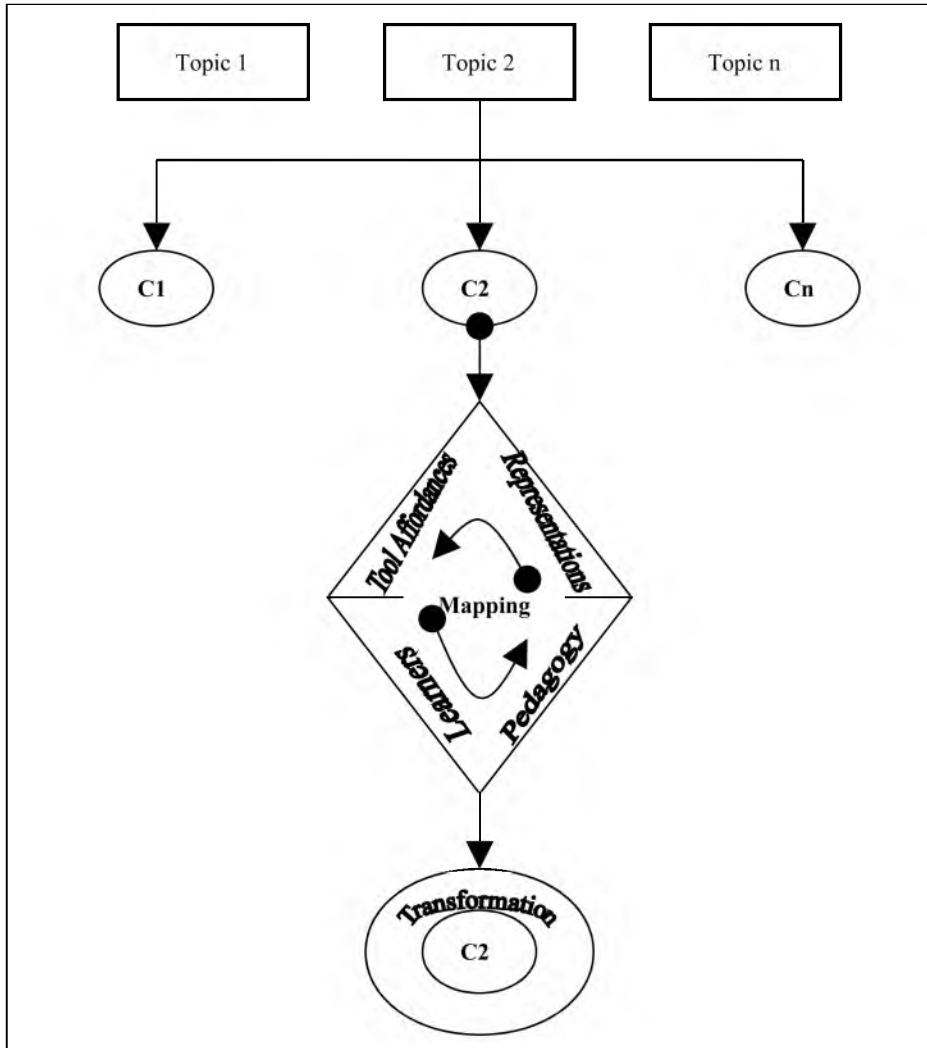 Topic 1
Topic 2
Topic n
C1
C2
Cn
Tool Affordances
Representations
Mapping
Learners
Pedagogy
Transformation
C2